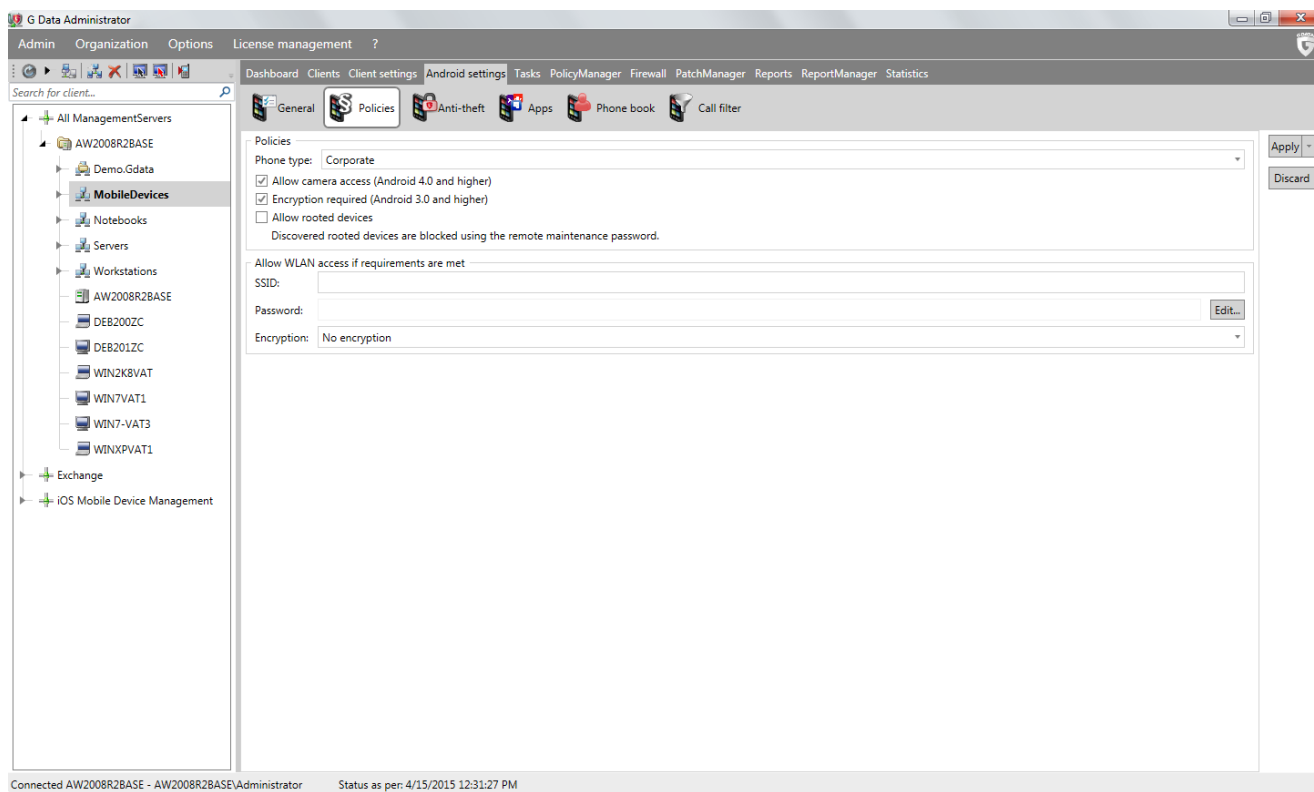 G Data Administrator
Admin Organization Options License management ?
Search for client...
All ManagementServers
AW2008R2BASE
Demo.Gdata
MobileDevices
Notebooks
Servers
Workstations
AW2008R2BASE
DEB200ZC
DEB201ZC
WIN2K8VAT
WIN7VAT1
WIN7-VAT3
WINXPVAT1
Exchange
iOS Mobile Device Management
Dashboard Clients Client settings Android settings Tasks PolicyManager Firewall PatchManager Reports ReportManager Statistics
General Policies Anti-theft Apps Phone book Call filter
Policies
Phone type: Corporate
Allow camera access (Android 4.0 and higher)
Encryption required (Android 3.0 and higher)
Allow rooted devices
Discovered rooted devices are blocked using the remote maintenance password.
Allow WLAN access if requirements are met
SSID:
Password: Edit...
Encryption: No encryption
Apply
Discard
Connected AW2008R2BASE - AW2008R2BASE\Administrator Status as per: 4/15/2015 12:31:27 PM